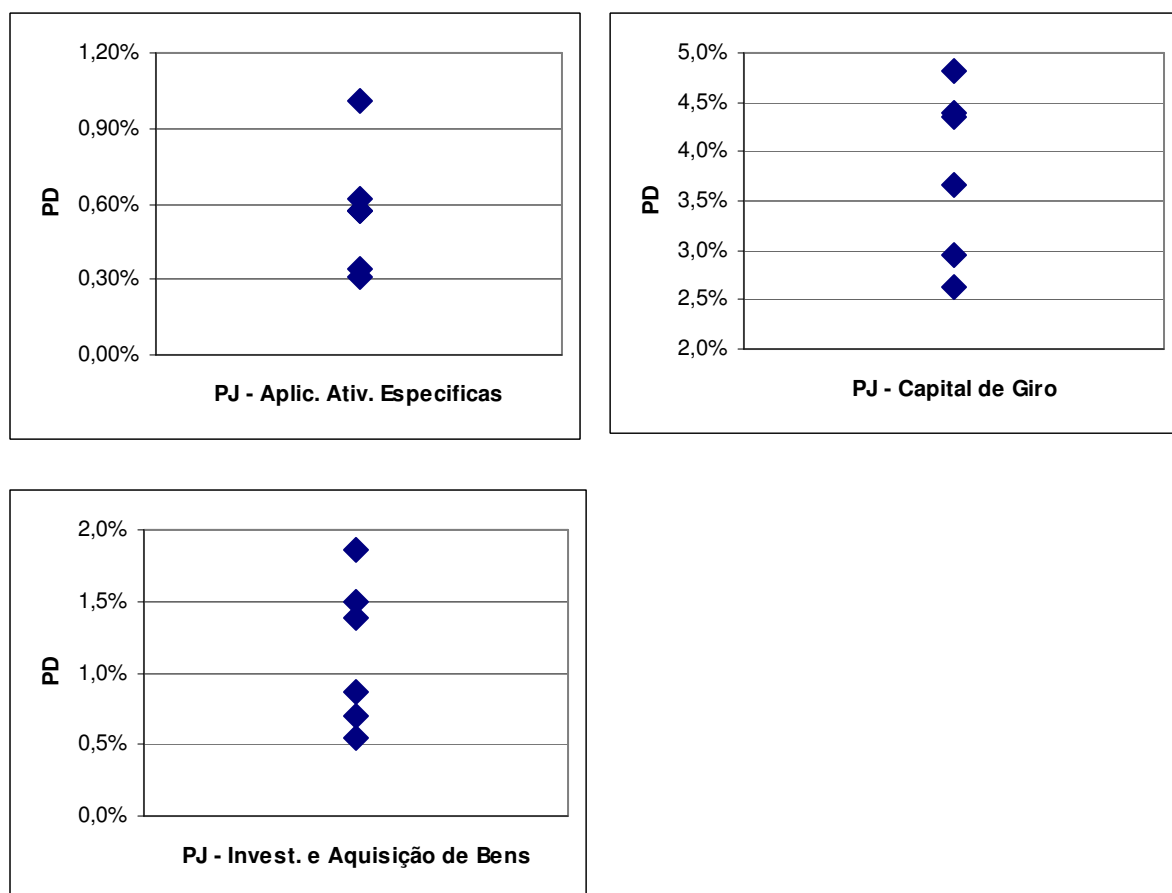 1,20%
0,90%
0,60%
0,30%
0,00%
PD
PJ - Aplic. Ativ. Especificas
5,0%
4,5%
4,0%
3,5%
3,0%
2,5%
2,0%
PD
PJ - Capital de Giro
2,0%
1,5%
1,0%
0,5%
0,0%
PD
PJ - Invest. e Aquisição de Bens